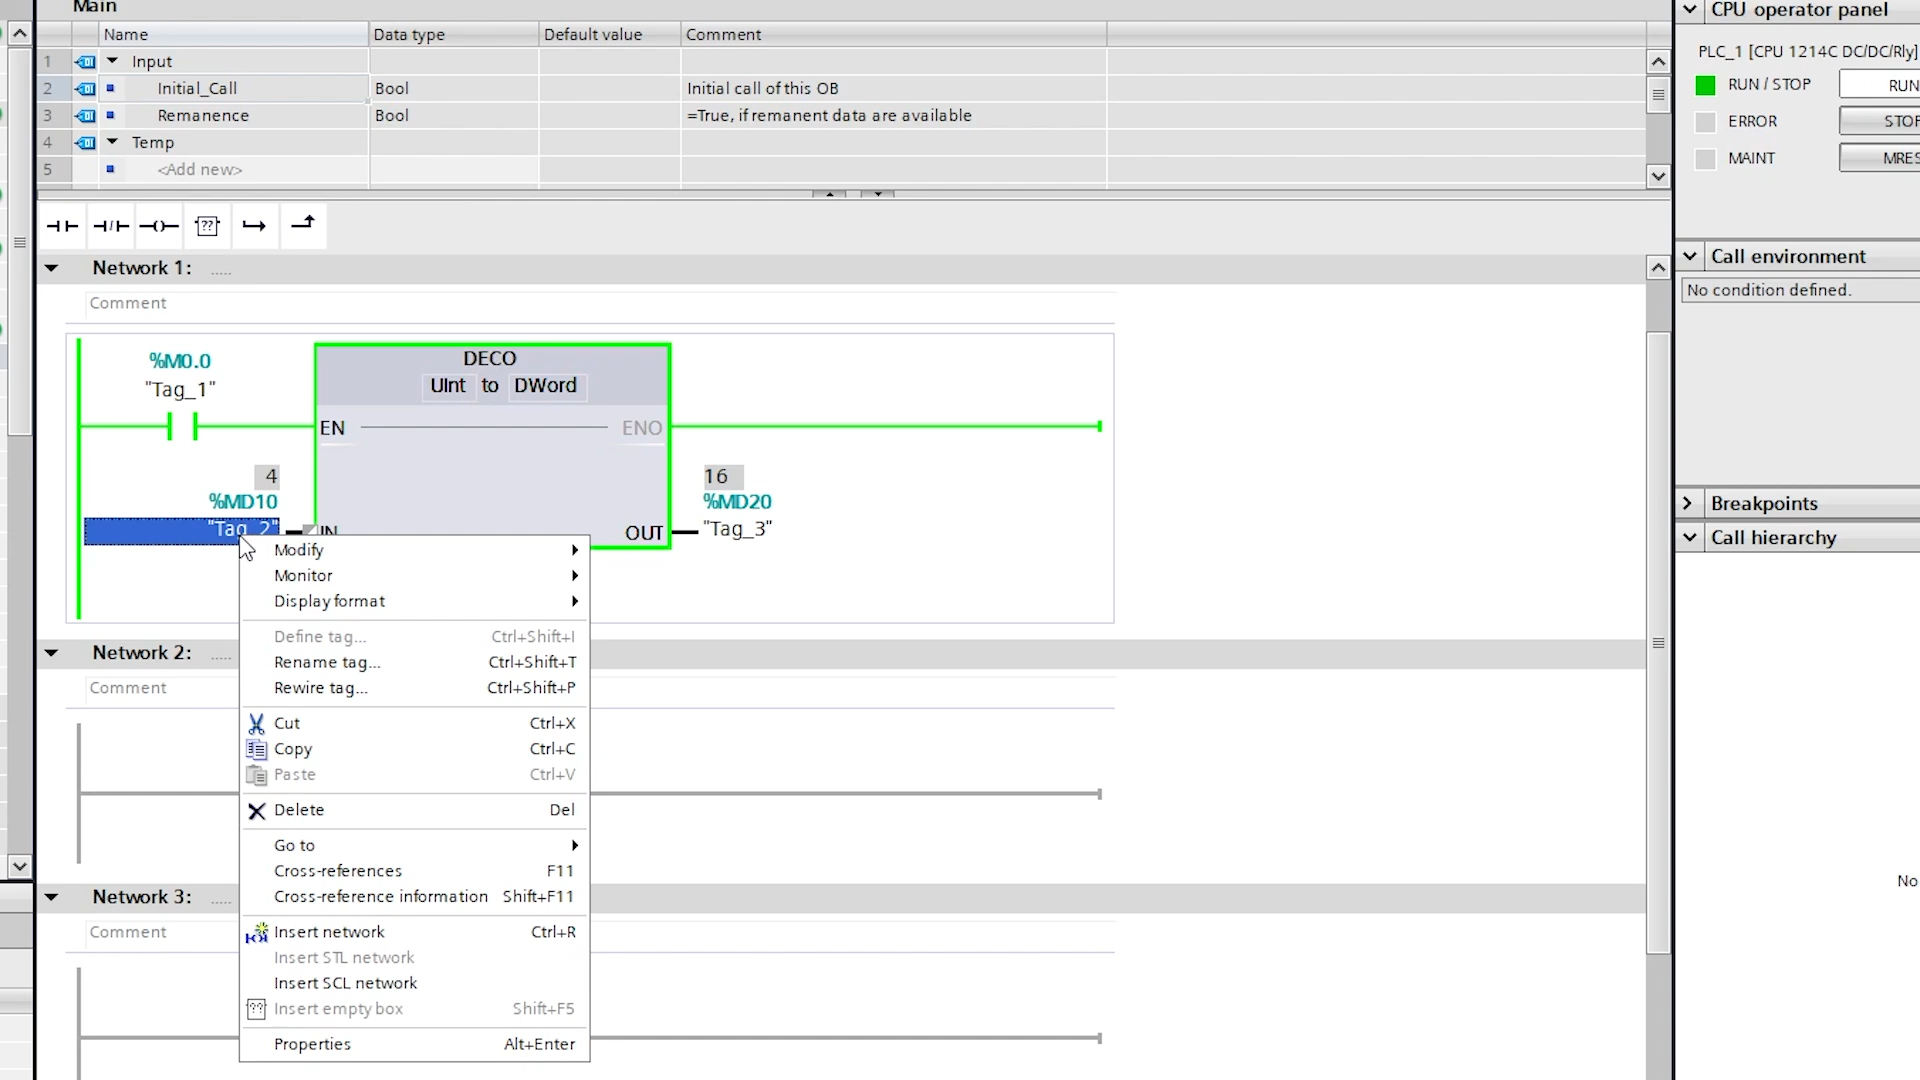 Main
Name Data type Default value Comment
1 Input
2 Initial_Call Bool Initial call of this OB
3 Remanence Bool =True, if remanent data are available
4 Temp
5 <Add new>
??
Network 1: .....
Comment
%M0.0
"Tag_1"
DECO
UInt to DWord
EN ENO
4
%MD10
"Tag_2" IN
16
%MD20
OUT "Tag_3"
Modify
Monitor
Display format
Define tag... Ctrl+Shift+I
Rename tag... Ctrl+Shift+T
Rewire tag... Ctrl+Shift+P
Cut Ctrl+X
Copy Ctrl+C
Paste Ctrl+V
Delete Del
Go to
Cross-references F11
Cross-reference information Shift+F11
Insert network Ctrl+R
Insert STL network
Insert SCL network
Insert empty box Shift+F5
Properties Alt+Enter
Network 2: .....
Comment
Network 3: .....
Comment
CPU operator panel
PLC_1 [CPU 1214C DC/DC/Rly]
RUN / STOP RUN
ERROR STOP
MAINT MRES
Call environment
No condition defined.
Breakpoints
Call hierarchy
No